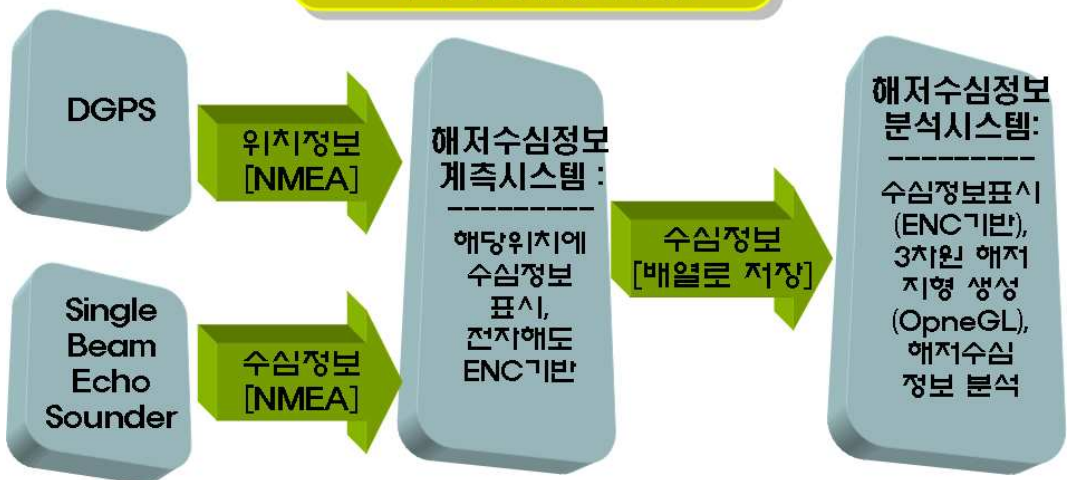 DGPS
위치정보
[NMEA]
Single
Beam
Echo
Sounder
수심정보
[NMEA]
해저수심정보
계측시스템 :
----------
해당위치에
수심정보
표시,
전자해도
ENC기반
수심정보
[배열로 저장]
해저수심정보
분석시스템:
----------
수심정보표시
(ENC기반),
3차원 해저
지형 생성
(OpneGL),
해저수심
정보 분석